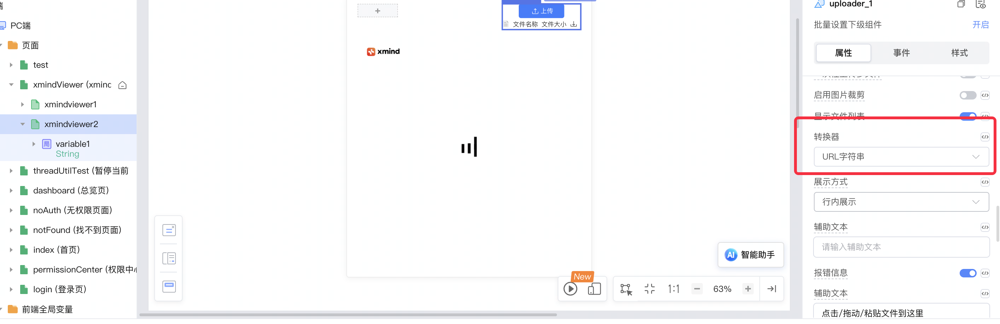 端
PC端
页面
test
xmindViewer (xminc
xmindviewer1
xmindviewer2
局 variable1
String
threadUtilTest (暂停当前
dashboard (总览页)
noAuth (无权限页面)
notFound (找不到页面)
index (首页)
permissionCenter (权限中心
login (登录页)
前端全局变量
+
上传
文件名称 文件大小
xmind
AI 智能助手
New
1:1
63%
uploader_1
批量设置下级组件 开启
属性 事件 样式
启用图片裁剪
显示文件列表
转换器
URL字符串
展示方式
行内展示
辅助文本
请输入辅助文本
报错信息
辅助文本
点击/拖动/粘贴文件到这里